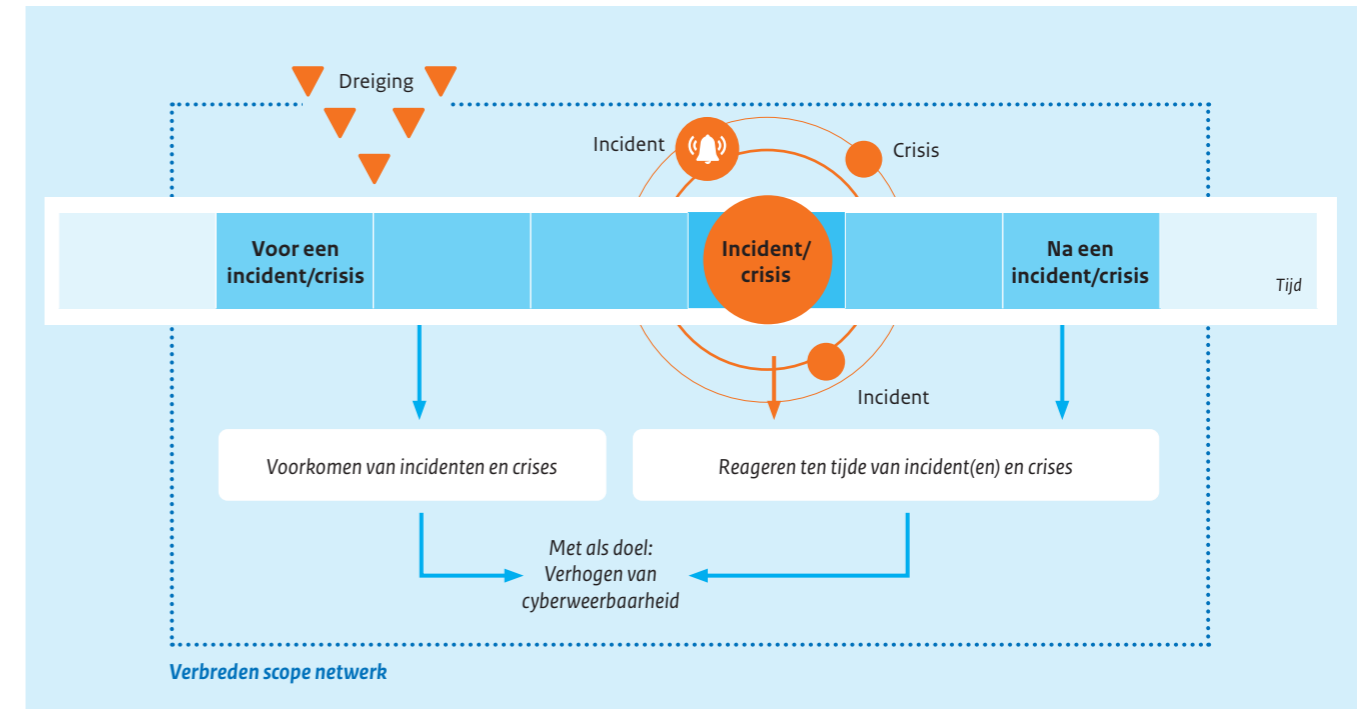 Dreiging
Incident
Crisis
Voor een
incident/crisis
Incident/
crisis
Na een
incident/crisis
Tijd
Incident
Voorkomen van incidenten en crises
Reageren ten tijde van incident(en) en crises
Met als doel:
Verhogen van
cyberweerbaarheid
Verbreden scope netwerk